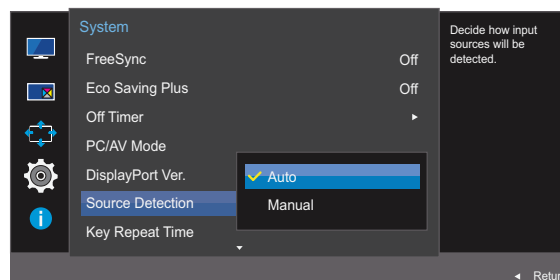 System
FreeSync Off
Eco Saving Plus Off
Off Timer
PC/AV Mode
DisplayPort Ver.
Source Detection
Key Repeat Time
Auto
Manual
Decide how input
sources will be
detected.